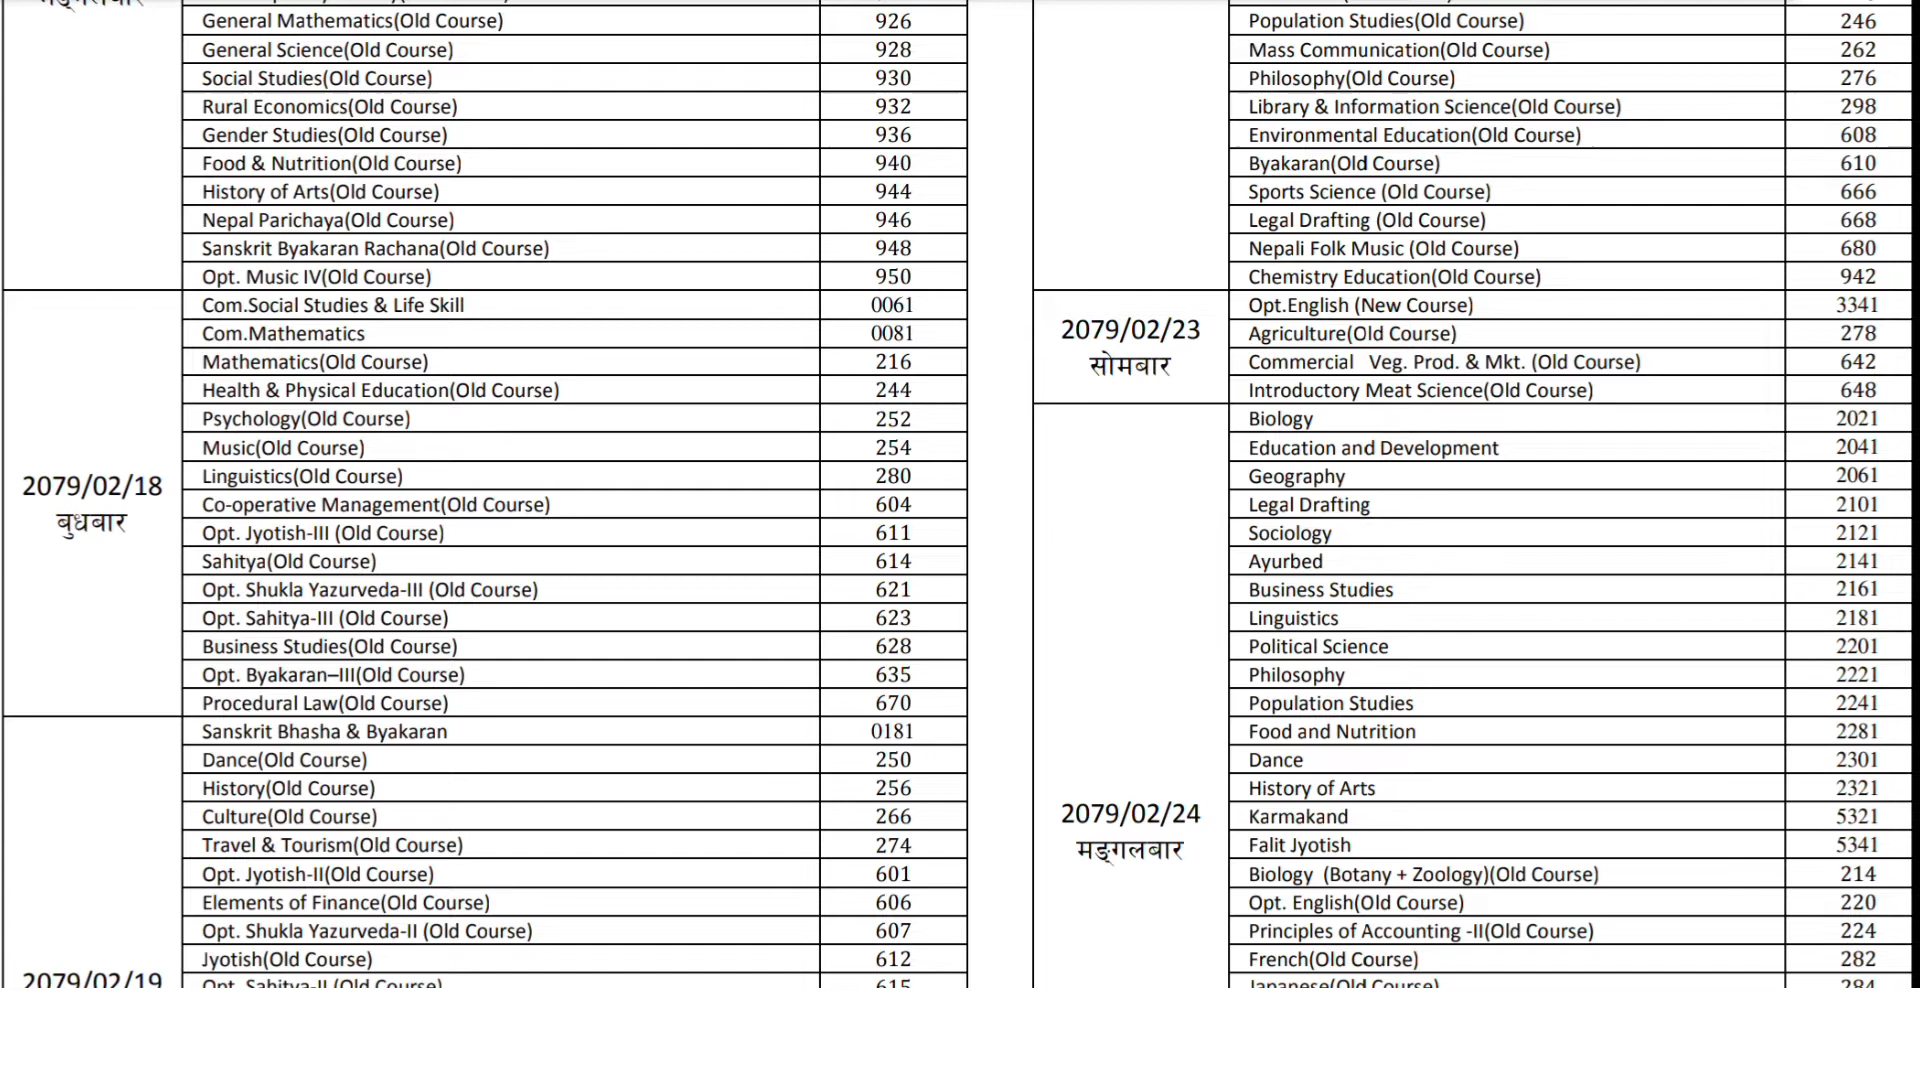 मङ्गलबार
General Mathematics(Old Course) 926
General Science(Old Course) 928
Social Studies(Old Course) 930
Rural Economics(Old Course) 932
Gender Studies(Old Course) 936
Food & Nutrition(Old Course) 940
History of Arts(Old Course) 944
Nepal Parichaya(Old Course) 946
Sanskrit Byakaran Rachana(Old Course) 948
Opt. Music IV(Old Course) 950
2079/02/18
बुधबार
Com.Social Studies & Life Skill 0061
Com.Mathematics 0081
Mathematics(Old Course) 216
Health & Physical Education(Old Course) 244
Psychology(Old Course) 252
Music(Old Course) 254
Linguistics(Old Course) 280
Co-operative Management(Old Course) 604
Opt. Jyotish-III (Old Course) 611
Sahitya(Old Course) 614
Opt. Shukla Yazurveda-III (Old Course) 621
Opt. Sahitya-III (Old Course) 623
Business Studies(Old Course) 628
Opt. Byakaran–III(Old Course) 635
Procedural Law(Old Course) 670
2079/02/19
Sanskrit Bhasha & Byakaran 0181
Dance(Old Course) 250
History(Old Course) 256
Culture(Old Course) 266
Travel & Tourism(Old Course) 274
Opt. Jyotish-II(Old Course) 601
Elements of Finance(Old Course) 606
Opt. Shukla Yazurveda-II (Old Course) 607
Jyotish(Old Course) 612
Opt. Sahitya-II (Old Course) 615
Population Studies(Old Course) 246
Mass Communication(Old Course) 262
Philosophy(Old Course) 276
Library & Information Science(Old Course) 298
Environmental Education(Old Course) 608
Byakaran(Old Course) 610
Sports Science (Old Course) 666
Legal Drafting (Old Course) 668
Nepali Folk Music (Old Course) 680
Chemistry Education(Old Course) 942
2079/02/23
सोमबार
Opt.English (New Course) 3341
Agriculture(Old Course) 278
Commercial Veg. Prod. & Mkt. (Old Course) 642
Introductory Meat Science(Old Course) 648
2079/02/24
मङ्गलबार
Biology 2021
Education and Development 2041
Geography 2061
Legal Drafting 2101
Sociology 2121
Ayurbed 2141
Business Studies 2161
Linguistics 2181
Political Science 2201
Philosophy 2221
Population Studies 2241
Food and Nutrition 2281
Dance 2301
History of Arts 2321
Karmakand 5321
Falit Jyotish 5341
Biology (Botany + Zoology)(Old Course) 214
Opt. English(Old Course) 220
Principles of Accounting -II(Old Course) 224
French(Old Course) 282
Japanese(Old Course) 284